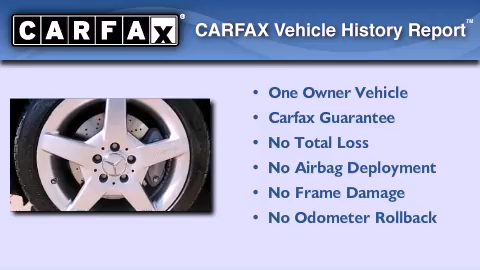 CARFAX® CARFAX Vehicle History Report™
• One Owner Vehicle
• Carfax Guarantee
• No Total Loss
• No Airbag Deployment
• No Frame Damage
• No Odometer Rollback